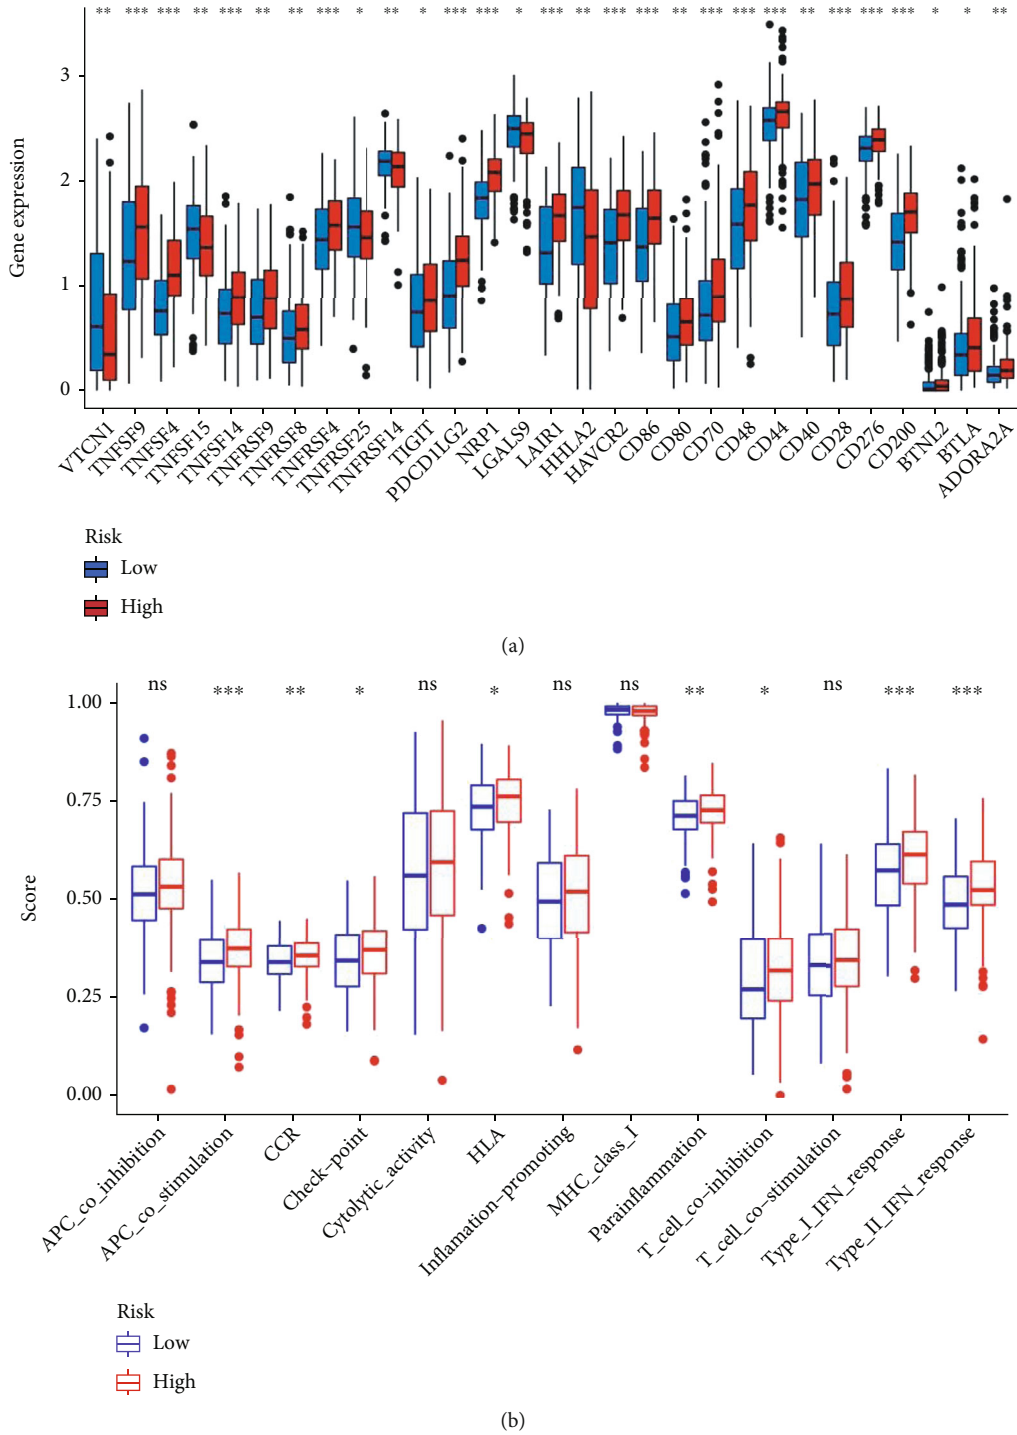 ** *** *** ** ** ** ** *** * ** * *** *** * *** *** *** *** ** *** *** *** ** *** *** *** * * **
Gene expression
3
2
1
0
VTCN1 TNFSF9 TNFSF4 TNFSF15 TNFSF14 TNFRSF9 TNFRSF8 TNFRSF4 TNFRSF25 TNFRSF14 TIGIT PDCD1LG2 NRP1 LGALS9 LAIR1 HHLA2 HAVCR2 CD86 CD80 CD70 CD48 CD44 CD40 CD28 CD276 CD200 BTNL2 BTLA ADORA2A
Risk
Low
High
(a)
ns *** ** * ns * ns ns ** * ns *** ***
Score
1.00
0.75
0.50
0.25
0.00
APC_co_inhibition APC_co_stimulation CCR Check-point Cytolytic_activity HLA Inflamation-promoting MHC_class_I Parainflammation T_cell_co-inhibition T_cell_co-stimulation Type_I_IFN_response Type_II_IFN_response
Risk
Low
High
(b)